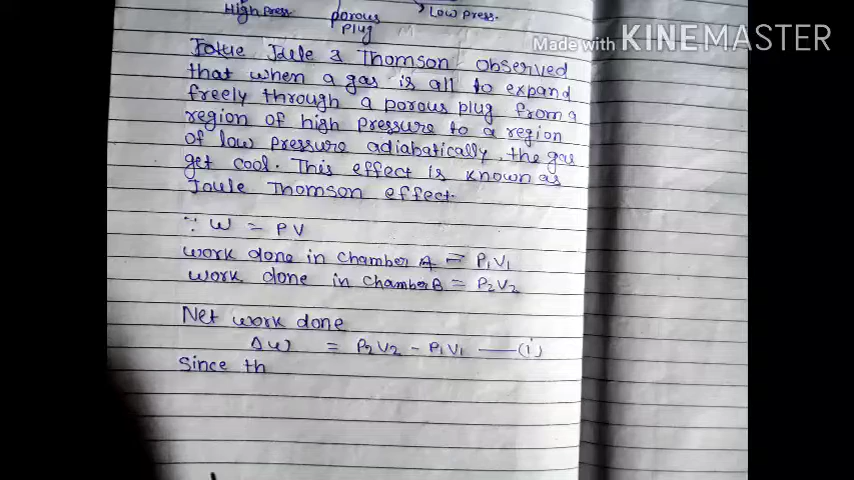 High Press.
porous
Low Press.
plug
Made with KINEMASTER
Joule & Thomson observed
that when a gas is all to expand
freely through a porous plug from a
region of high pressure to a region
of low pressure adiabatically, the gas
get cool. This effect is known as
Joule Thomson effect.
∵ W = PV
work done in chamber A = P₁V₁
work done in chamber B = P₂V₂
Net work done
ΔW = P₂V₂ - P₁V₁ —(i)
Since th